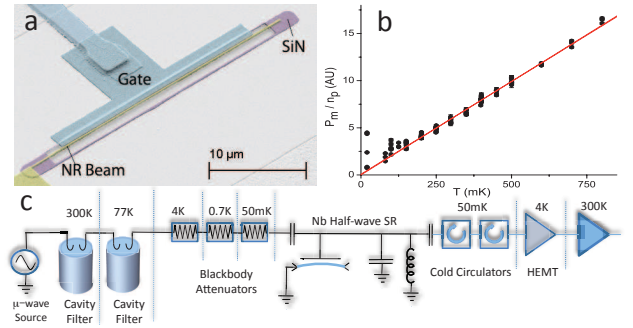 a
Gate
SiN
NR Beam
10 μm
b
P_m / n_p (AU)
15
10
5
0
0
250
500
750
T (mK)
c
300K
77K
4K
0.7K
50mK
Nb Half-wave SR
50mK
4K
300K
μ-wave
Source
Cavity
Filter
Cavity
Filter
Blackbody
Attenuators
Cold Circulators
HEMT